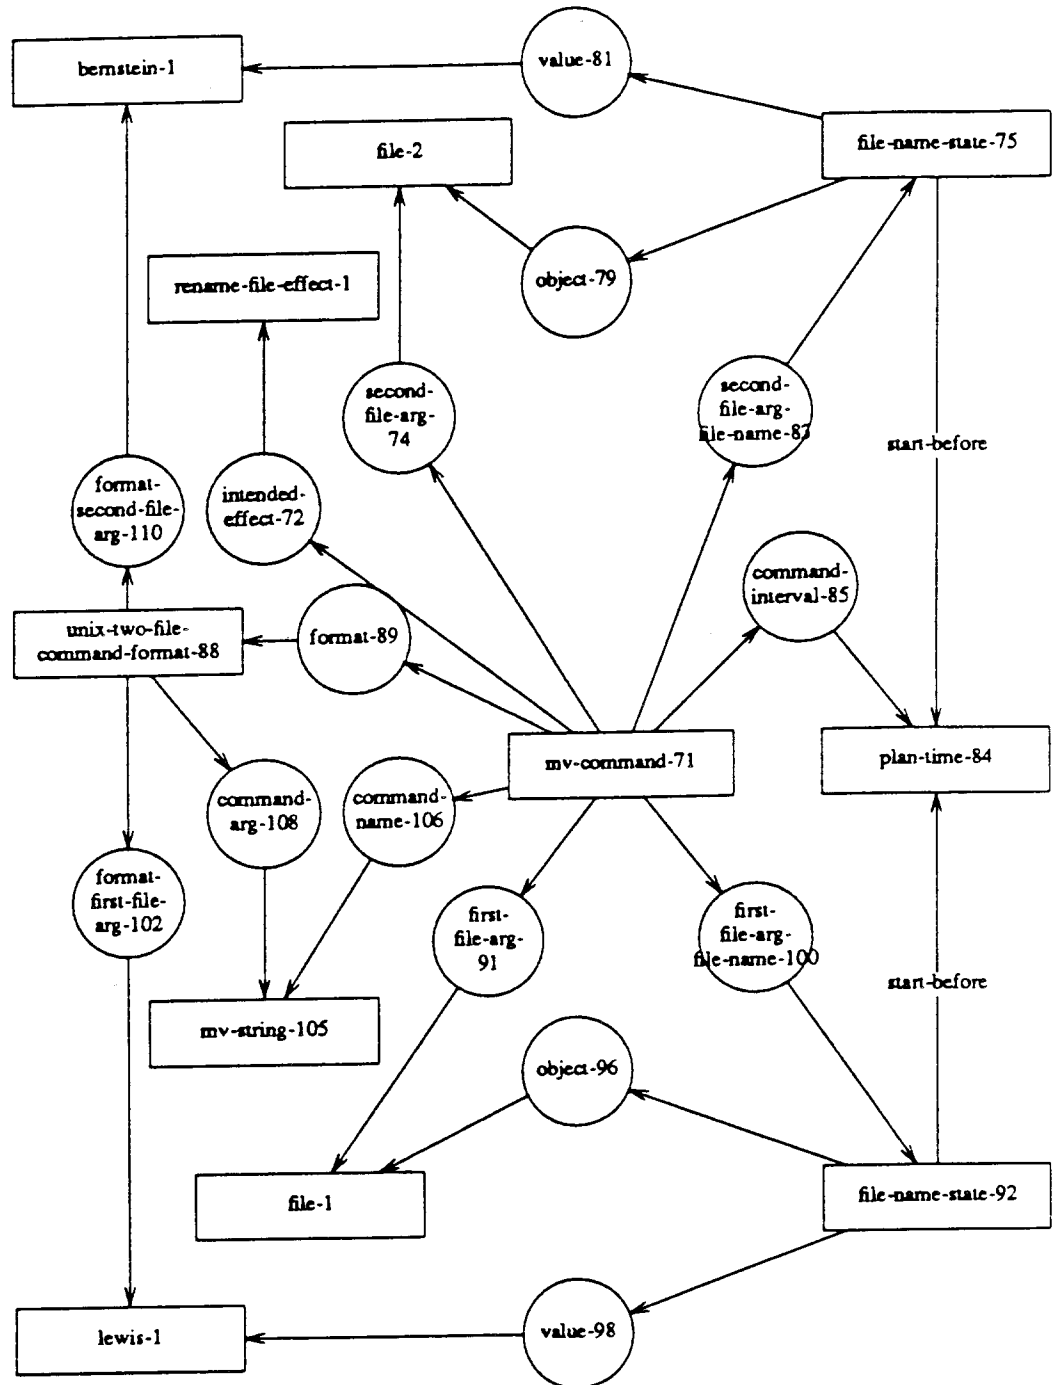 value-81
bernstein-1
file-name-state-75
file-2
object-79
rename-file-effect-1
second-
file-arg-
74
second-
file-arg-
file-name-83
start-before
format-
second-file-
arg-110
intended-
effect-72
command-
interval-85
unix-two-file-
command-format-88
format-89
mv-command-71
plan-time-84
command-
arg-108
command-
name-106
format-
first-file-
arg-102
first-
file-arg-
91
first-
file-arg-
file-name-100
start-before
mv-string-105
object-96
file-1
file-name-state-92
lewis-1
value-98